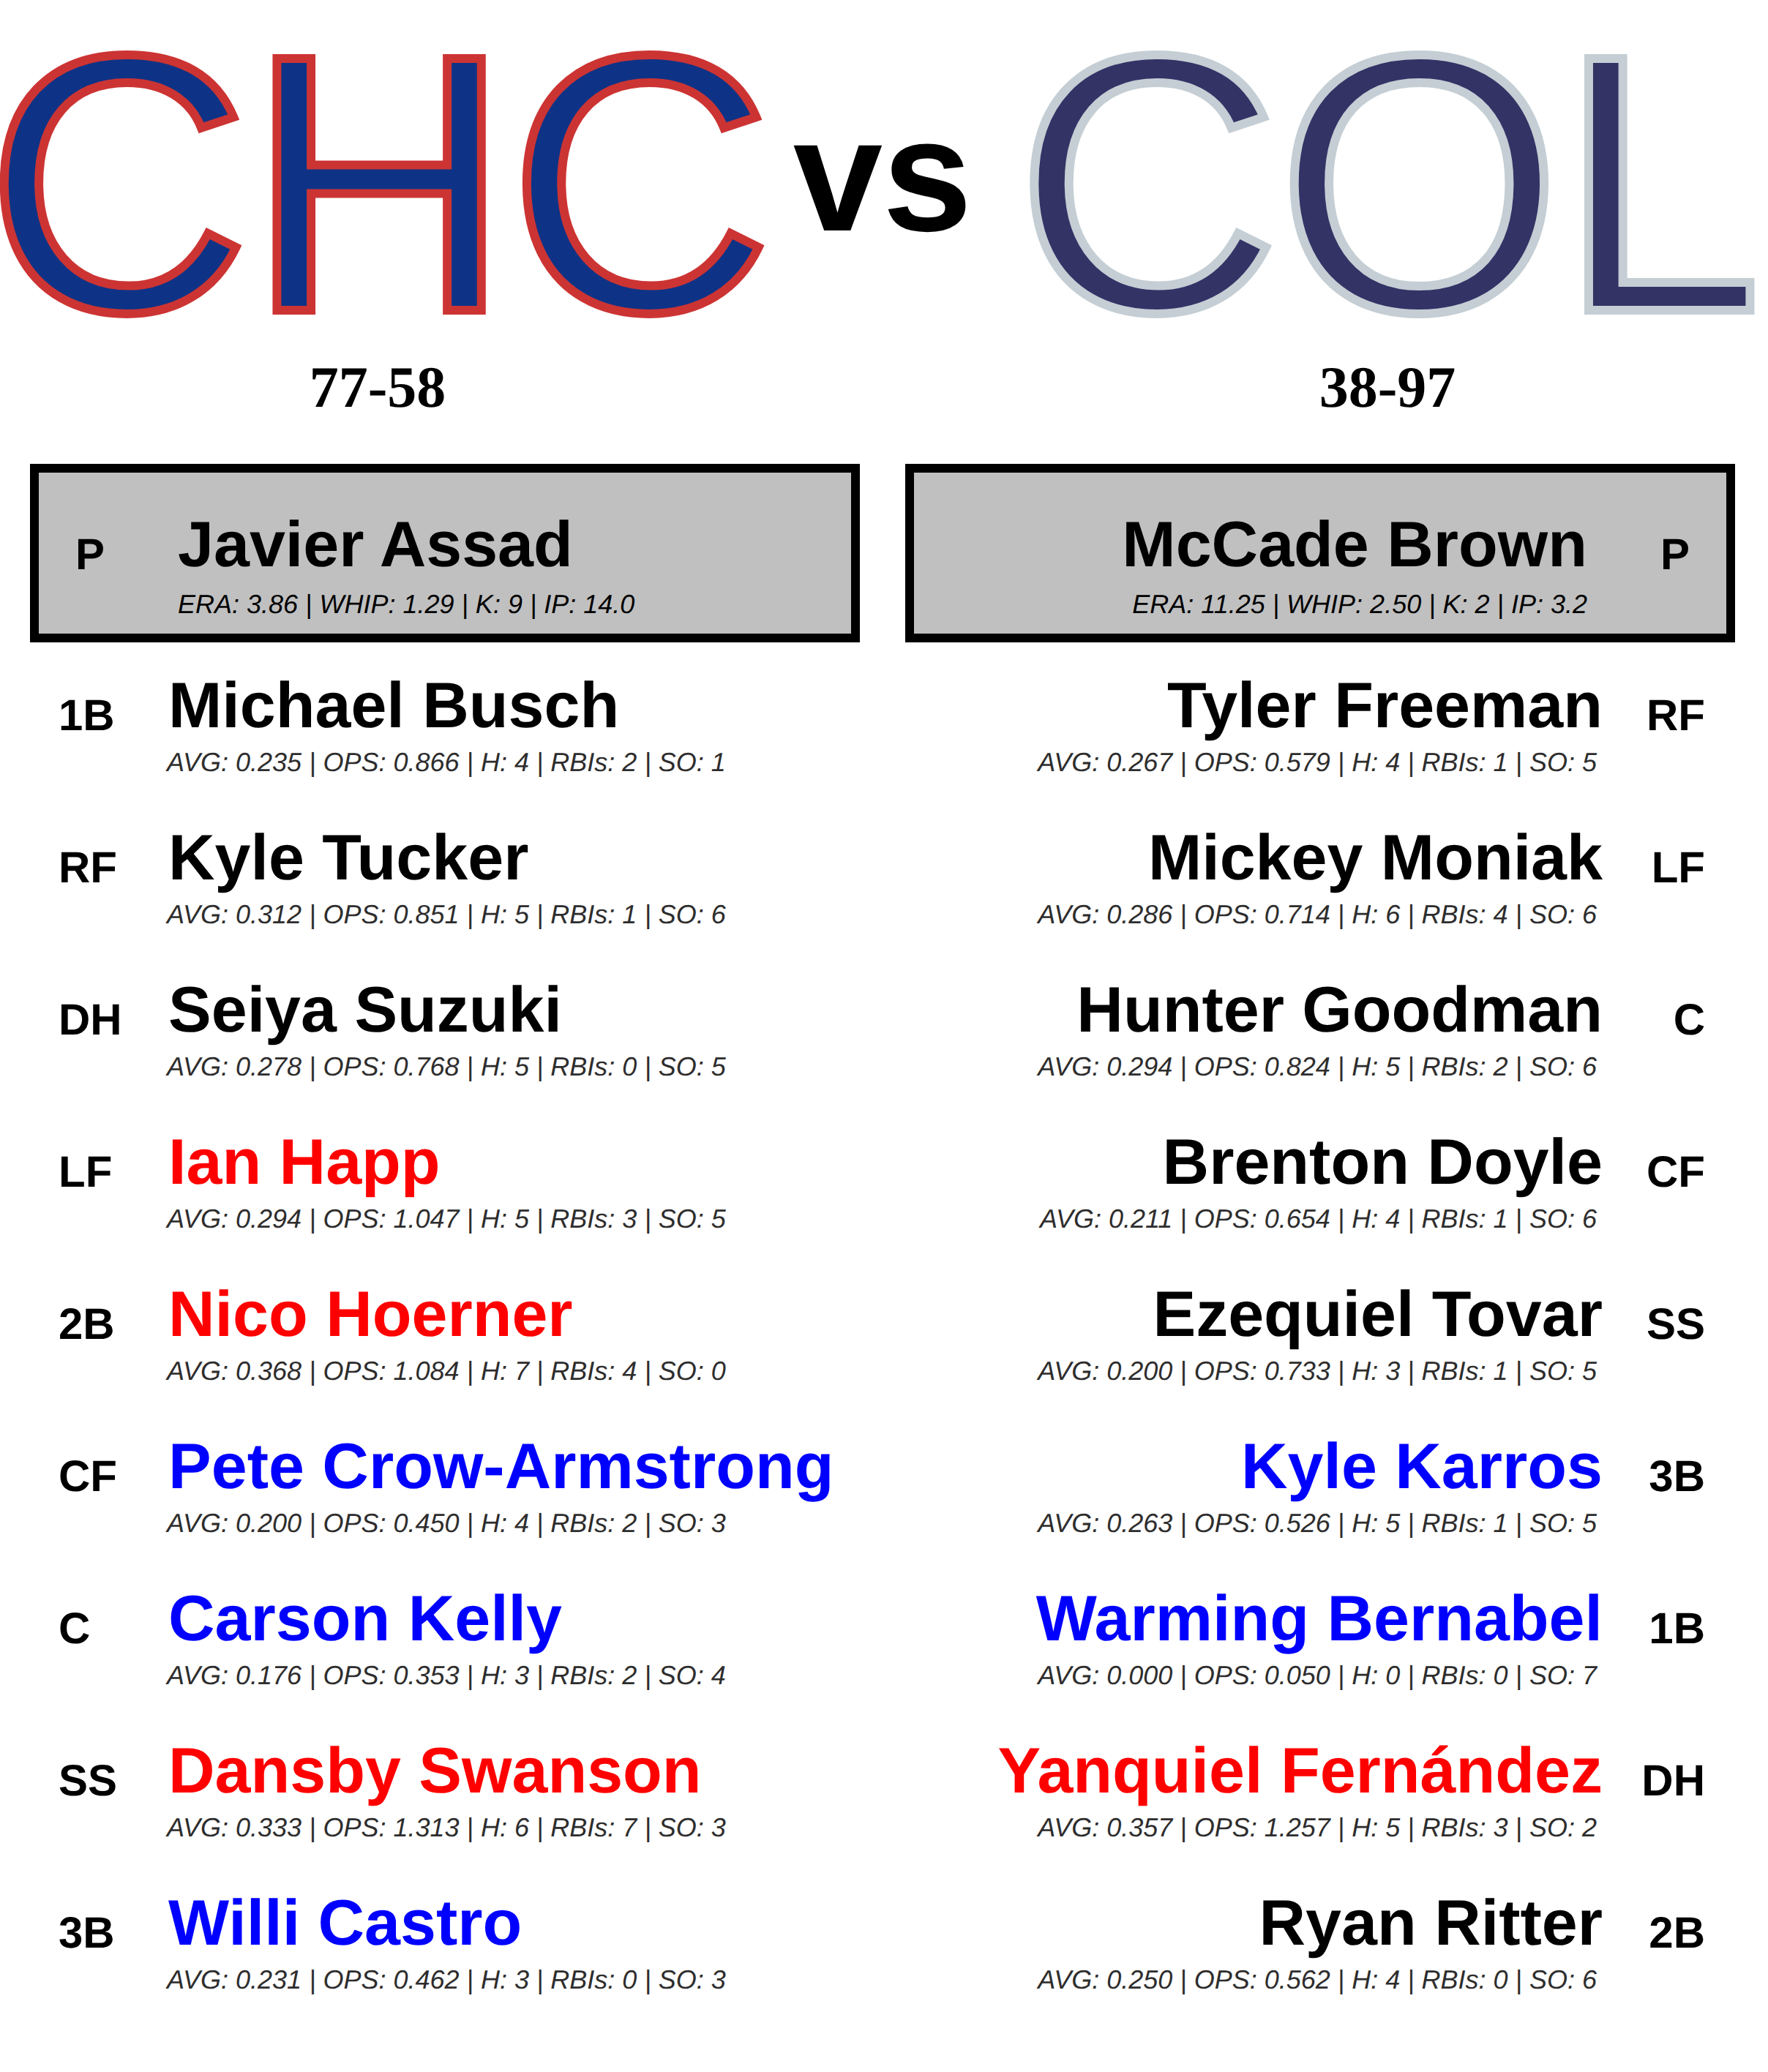 CHC vs COL
77-58
38-97
P Javier Assad
ERA: 3.86 | WHIP: 1.29 | K: 9 | IP: 14.0
McCade Brown P
ERA: 11.25 | WHIP: 2.50 | K: 2 | IP: 3.2
1B Michael Busch
AVG: 0.235 | OPS: 0.866 | H: 4 | RBIs: 2 | SO: 1
RF Kyle Tucker
AVG: 0.312 | OPS: 0.851 | H: 5 | RBIs: 1 | SO: 6
DH Seiya Suzuki
AVG: 0.278 | OPS: 0.768 | H: 5 | RBIs: 0 | SO: 5
LF Ian Happ
AVG: 0.294 | OPS: 1.047 | H: 5 | RBIs: 3 | SO: 5
2B Nico Hoerner
AVG: 0.368 | OPS: 1.084 | H: 7 | RBIs: 4 | SO: 0
CF Pete Crow-Armstrong
AVG: 0.200 | OPS: 0.450 | H: 4 | RBIs: 2 | SO: 3
C Carson Kelly
AVG: 0.176 | OPS: 0.353 | H: 3 | RBIs: 2 | SO: 4
SS Dansby Swanson
AVG: 0.333 | OPS: 1.313 | H: 6 | RBIs: 7 | SO: 3
3B Willi Castro
AVG: 0.231 | OPS: 0.462 | H: 3 | RBIs: 0 | SO: 3
Tyler Freeman RF
AVG: 0.267 | OPS: 0.579 | H: 4 | RBIs: 1 | SO: 5
Mickey Moniak LF
AVG: 0.286 | OPS: 0.714 | H: 6 | RBIs: 4 | SO: 6
Hunter Goodman C
AVG: 0.294 | OPS: 0.824 | H: 5 | RBIs: 2 | SO: 6
Brenton Doyle CF
AVG: 0.211 | OPS: 0.654 | H: 4 | RBIs: 1 | SO: 6
Ezequiel Tovar SS
AVG: 0.200 | OPS: 0.733 | H: 3 | RBIs: 1 | SO: 5
Kyle Karros 3B
AVG: 0.263 | OPS: 0.526 | H: 5 | RBIs: 1 | SO: 5
Warming Bernabel 1B
AVG: 0.000 | OPS: 0.050 | H: 0 | RBIs: 0 | SO: 7
Yanquiel Fernández DH
AVG: 0.357 | OPS: 1.257 | H: 5 | RBIs: 3 | SO: 2
Ryan Ritter 2B
AVG: 0.250 | OPS: 0.562 | H: 4 | RBIs: 0 | SO: 6